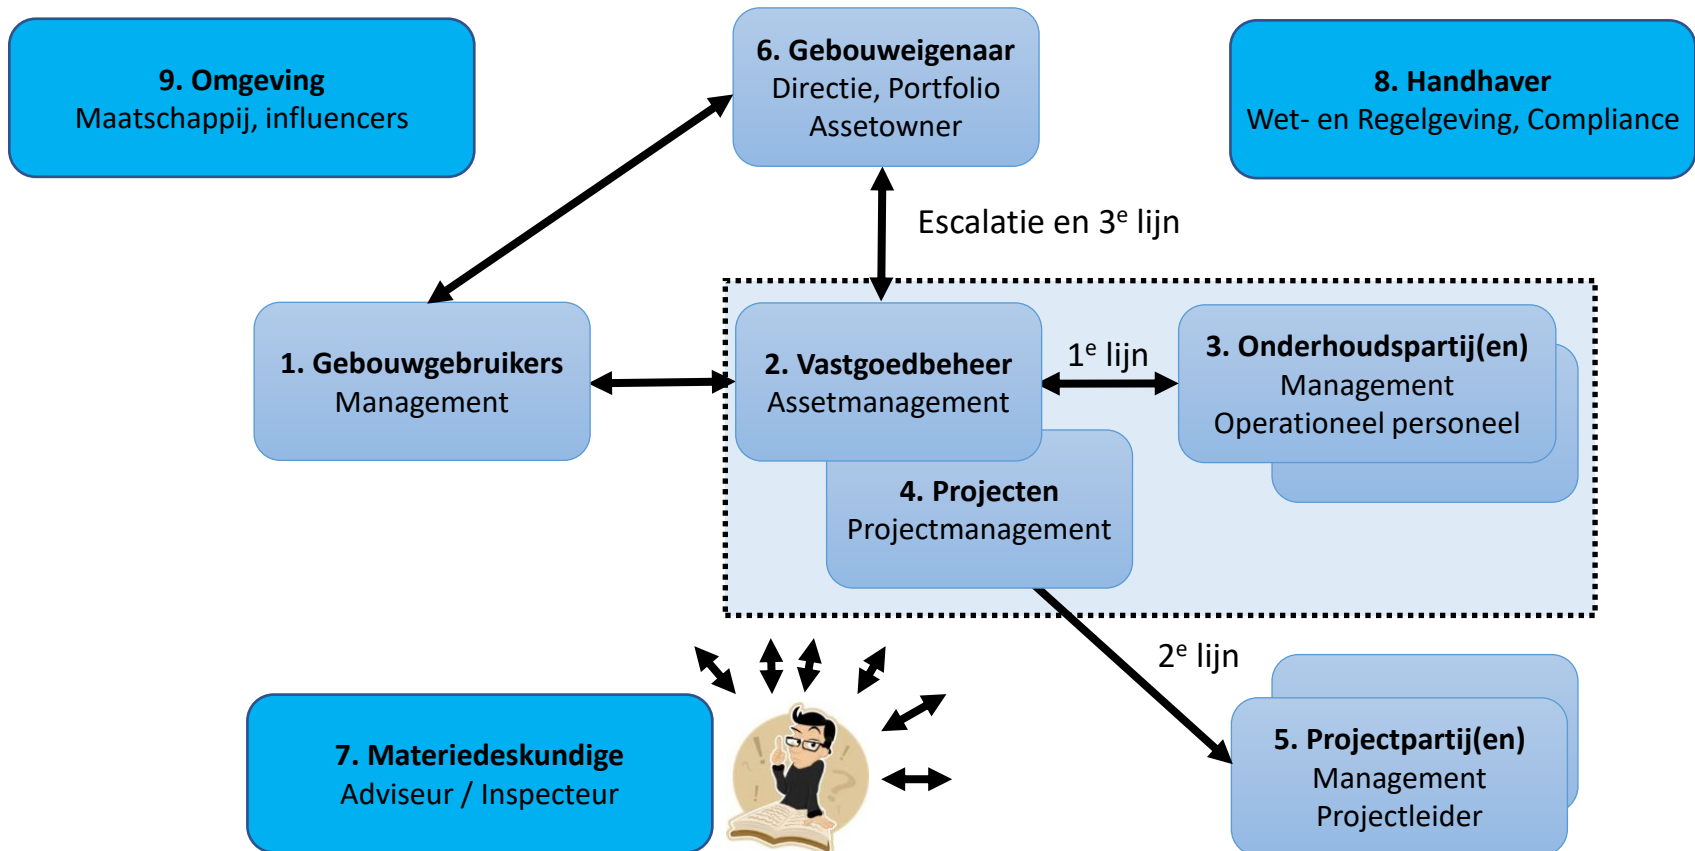 9. Omgeving
Maatschappij, influencers
6. Gebouweigenaar
Directie, Portfolio
Assetowner
8. Handhaver
Wet- en Regelgeving, Compliance
Escalatie en 3e lijn
1. Gebouwgebruikers
Management
2. Vastgoedbeheer
Assetmanagement
1e lijn
3. Onderhoudspartij(en)
Management
Operationeel personeel
4. Projecten
Projectmanagement
2e lijn
7. Materiedeskundige
Adviseur / Inspecteur
5. Projectpartij(en)
Management
Projectleider